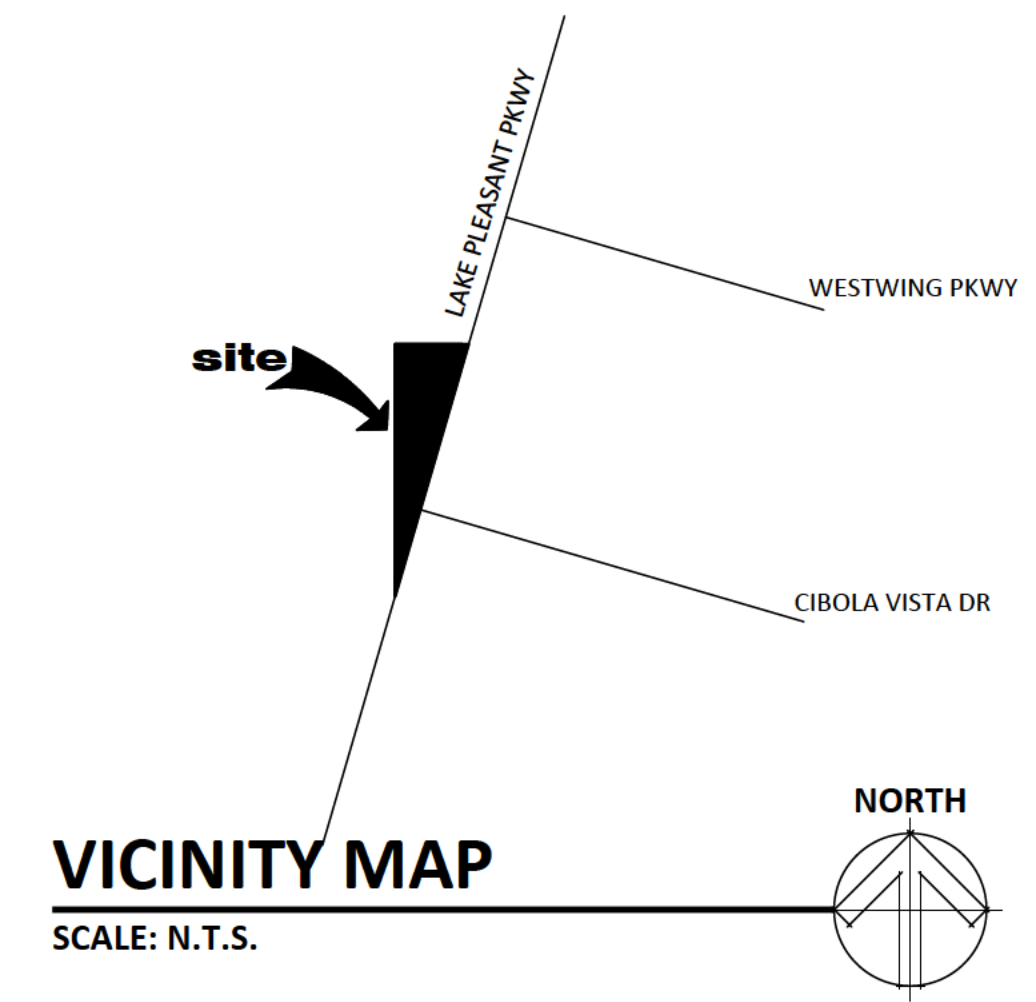 LAKE PLEASANT PKWY
WESTWING PKWY
site
CIBOLA VISTA DR
NORTH
VICINITY MAP
SCALE: N.T.S.